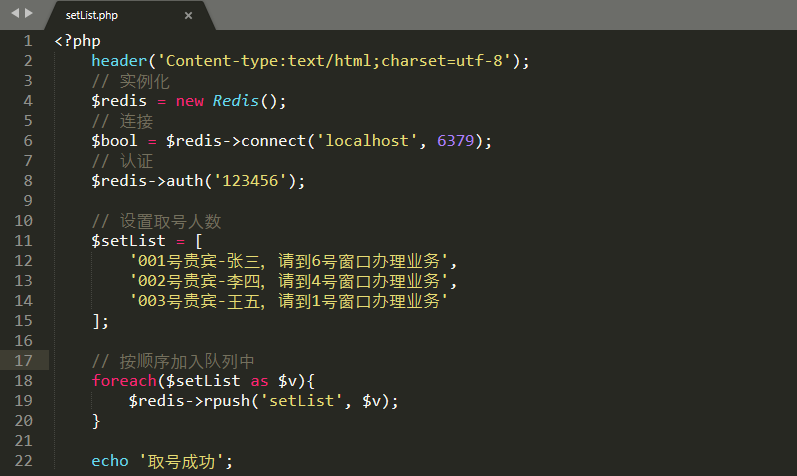 setList.php
1 <?php
2 header('Content-type:text/html;charset=utf-8');
3 // 实例化
4 $redis = new Redis();
5 // 连接
6 $bool = $redis->connect('localhost', 6379);
7 // 认证
8 $redis->auth('123456');
9
10 // 设置取号人数
11 $setList = [
12 '001号贵宾-张三，请到6号窗口办理业务',
13 '002号贵宾-李四，请到4号窗口办理业务',
14 '003号贵宾-王五，请到1号窗口办理业务'
15 ];
16
17 // 按顺序加入队列中
18 foreach($setList as $v){
19 $redis->rpush('setList', $v);
20 }
21
22 echo '取号成功';